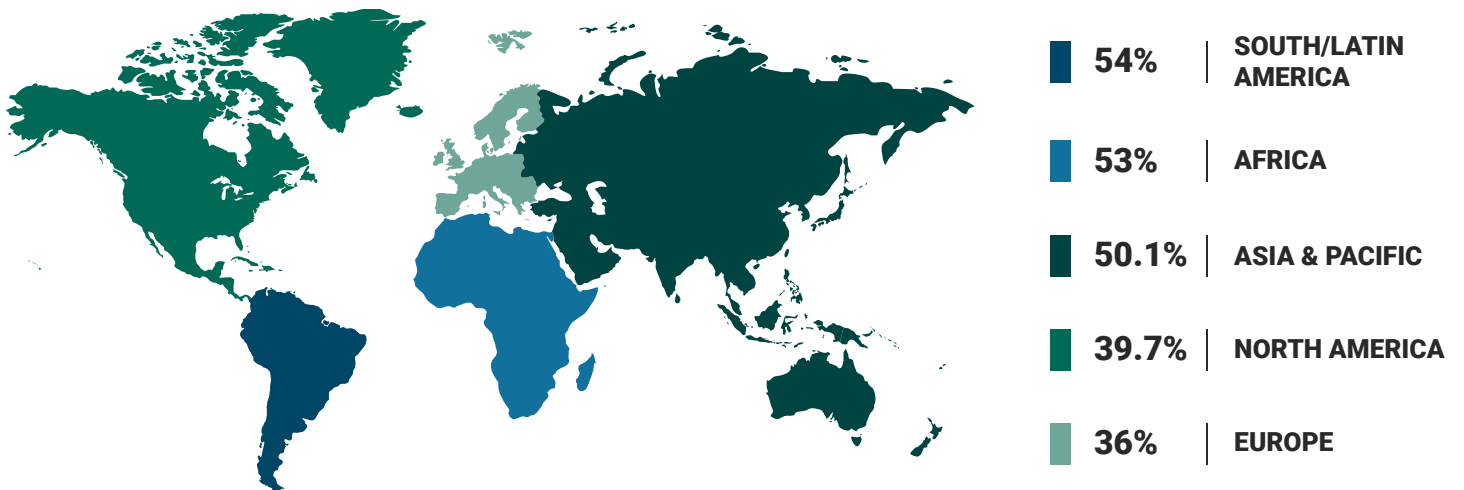 54%
SOUTH/LATIN
AMERICA
53%
AFRICA
50.1%
ASIA & PACIFIC
39.7%
NORTH AMERICA
36%
EUROPE